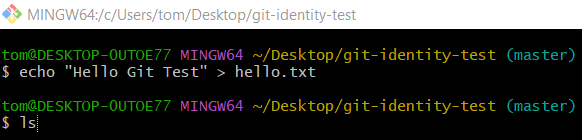 MINGW64:/c/Users/tom/Desktop/git-identity-test
tom@DESKTOP-OUTOE77 MINGW64 ~/Desktop/git-identity-test (master)
$ echo "Hello Git Test" > hello.txt
tom@DESKTOP-OUTOE77 MINGW64 ~/Desktop/git-identity-test (master)
$ ls